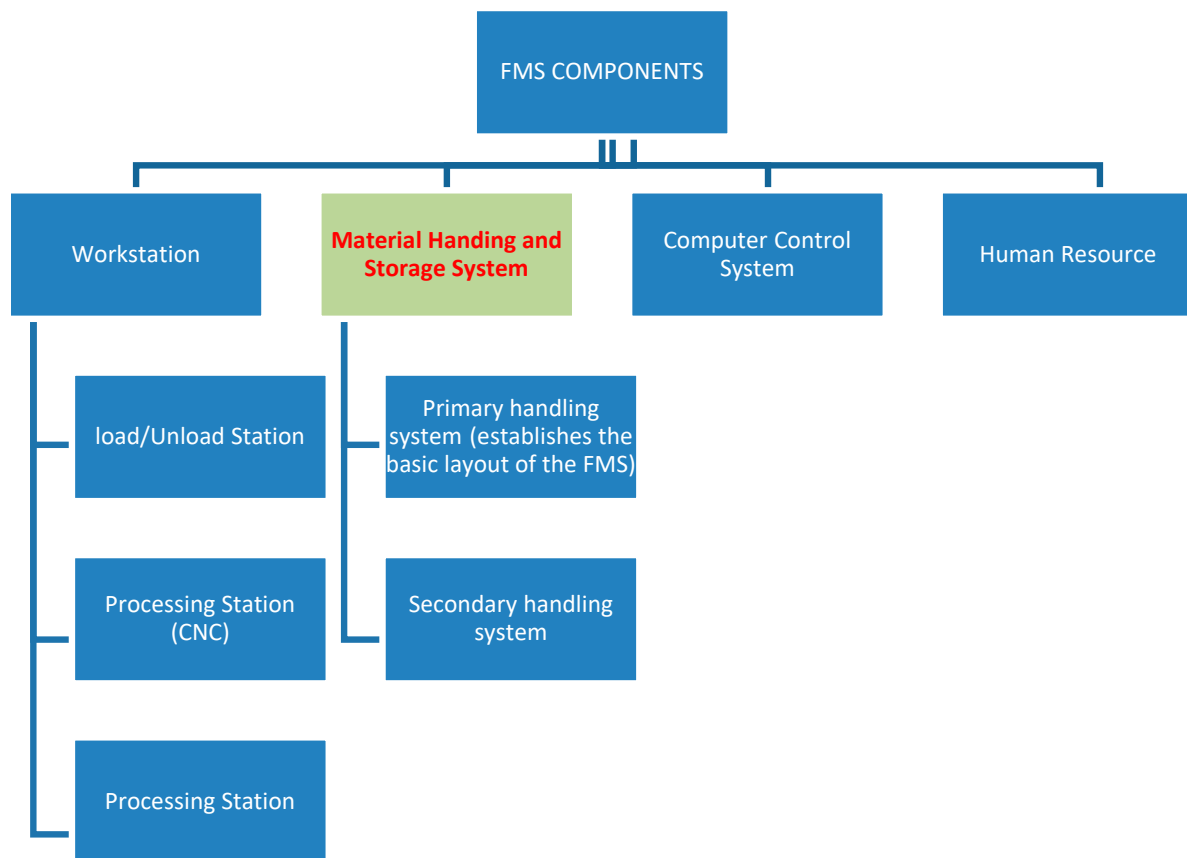 FMS COMPONENTS
Workstation
Material Handing and
Storage System
Computer Control
System
Human Resource
load/Unload Station
Primary handling
system (establishes the
basic layout of the FMS)
Processing Station
(CNC)
Secondary handling
system
Processing Station